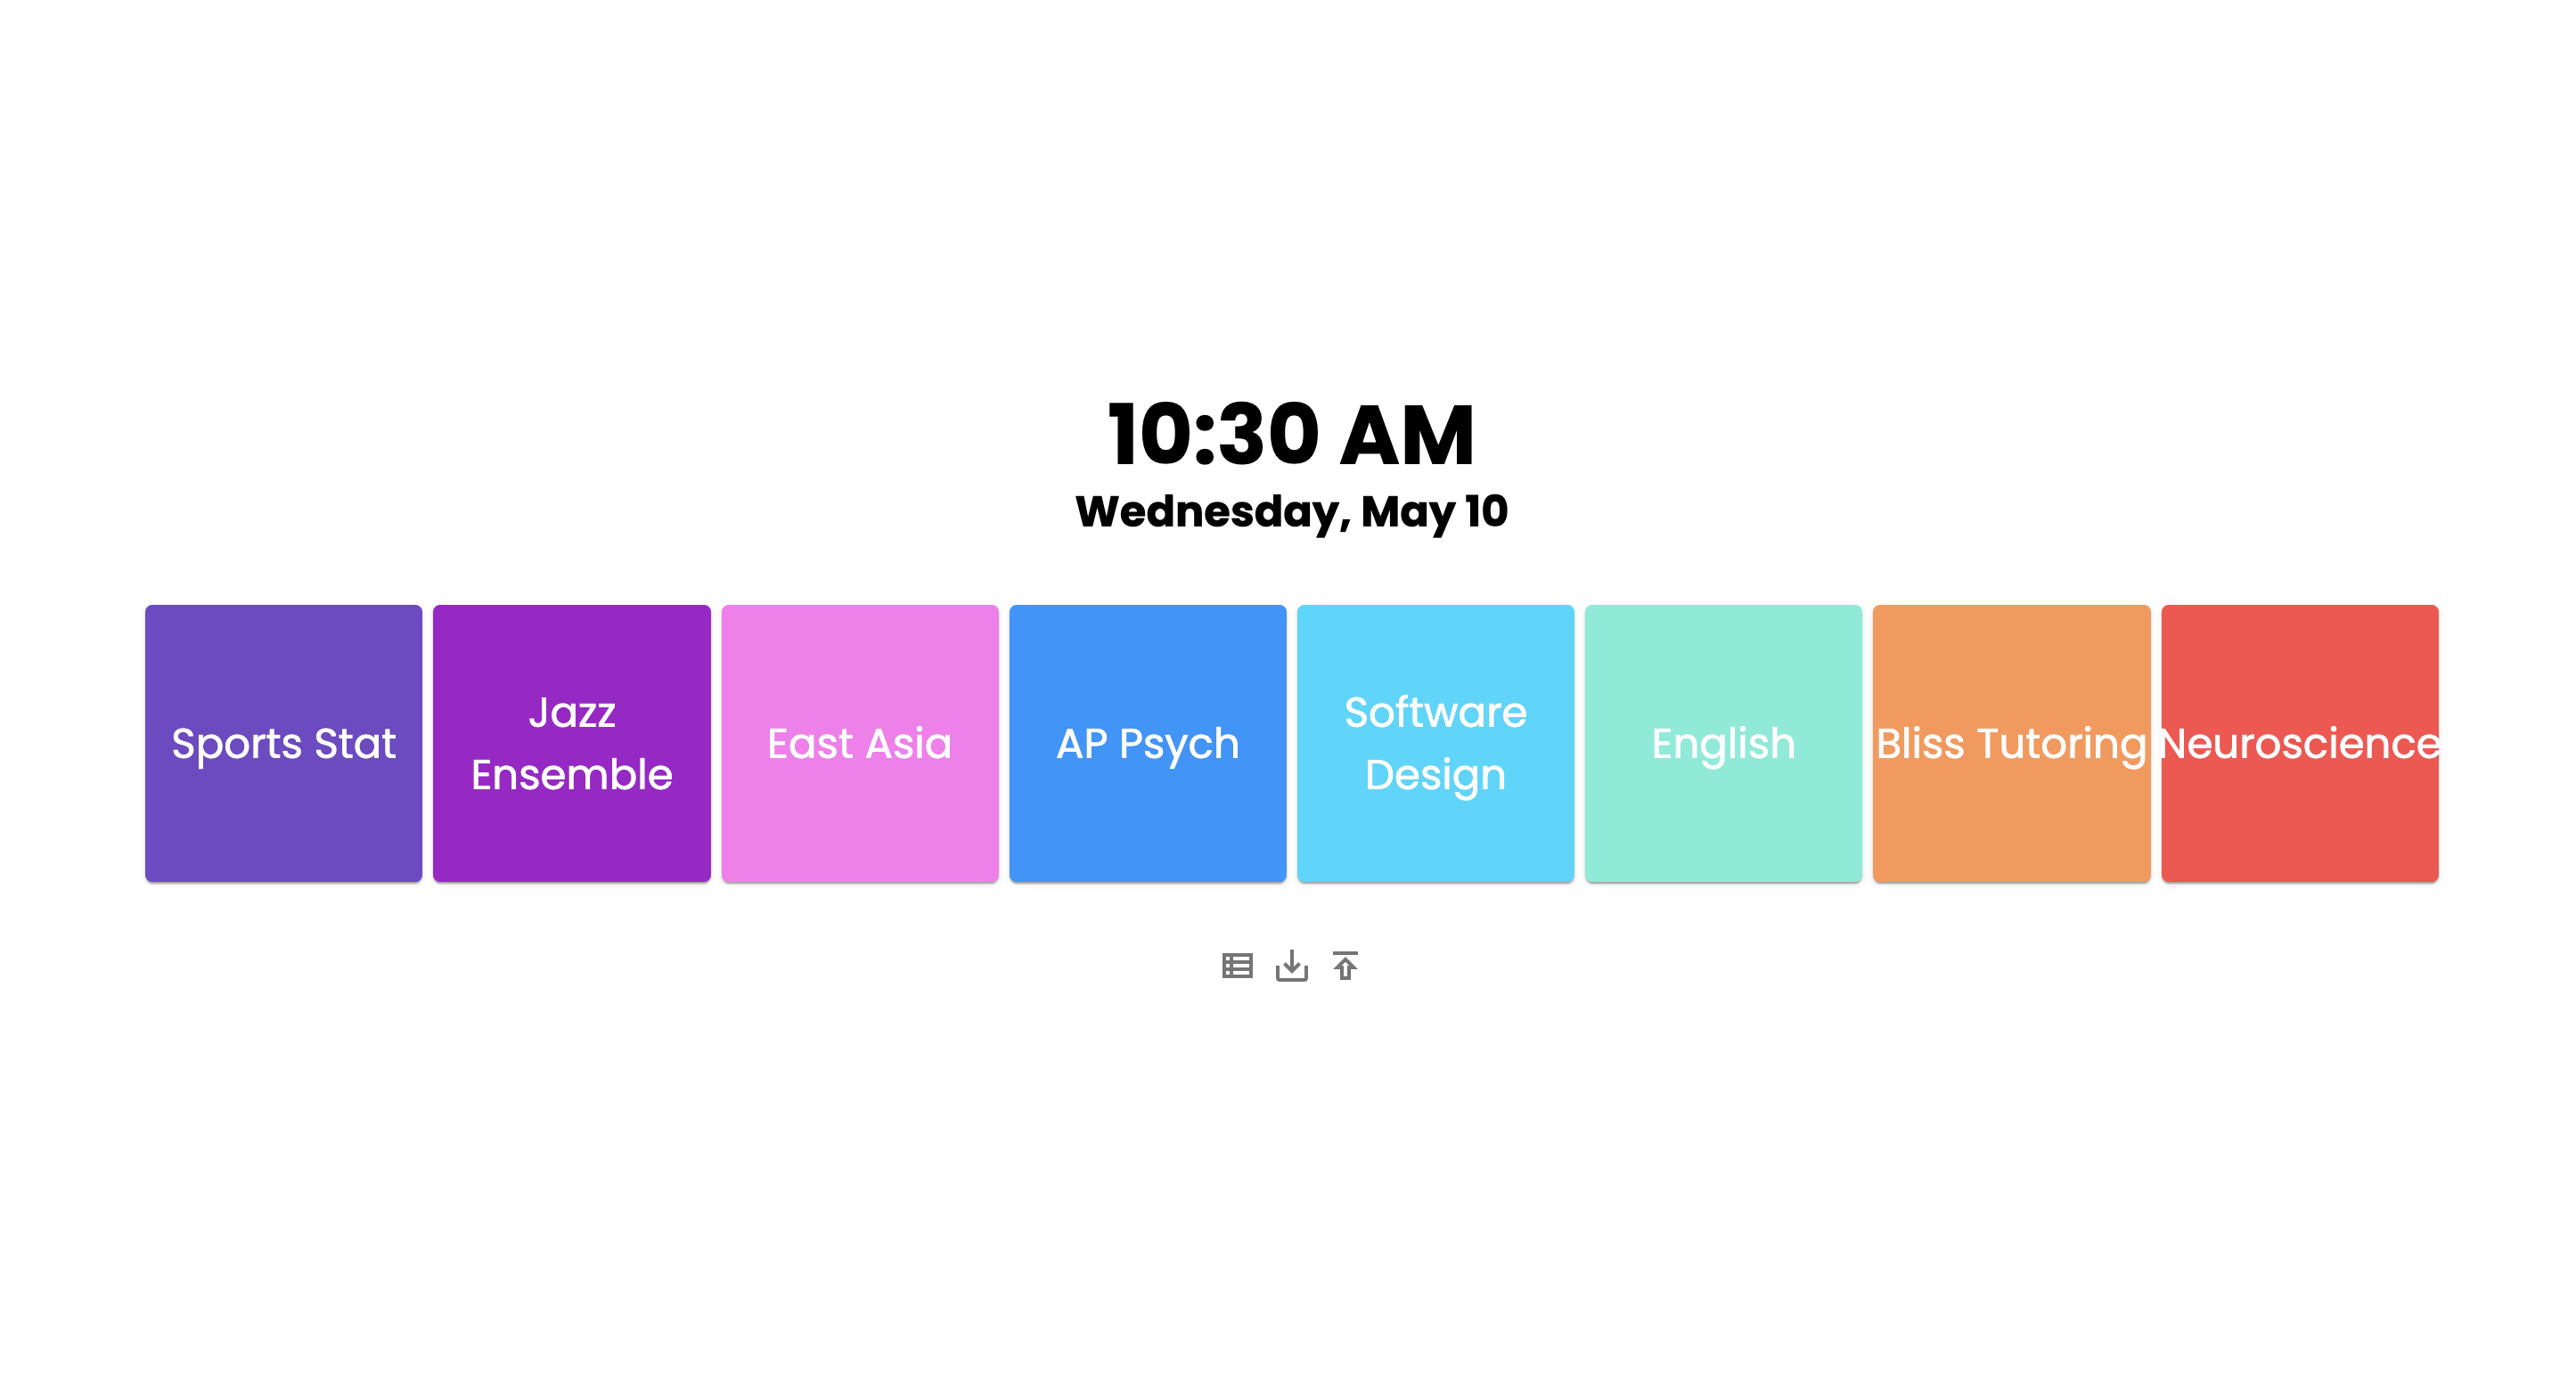 10:30 AM
Wednesday, May 10
Sports Stat
Jazz
Ensemble
East Asia
AP Psych
Software
Design
English
Bliss Tutoring
Neuroscience